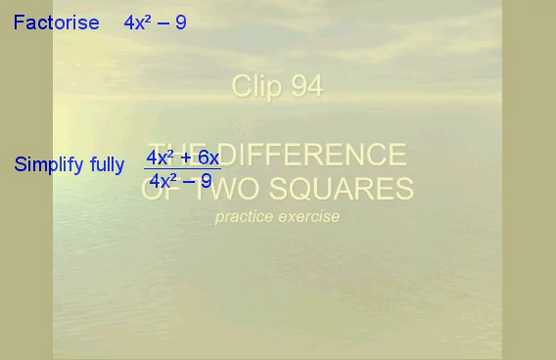 Factorise 4x² – 9
Clip 94
THE DIFFERENCE
OF TWO SQUARES
practice exercise
Simplify fully 4x² + 6x
4x² – 9